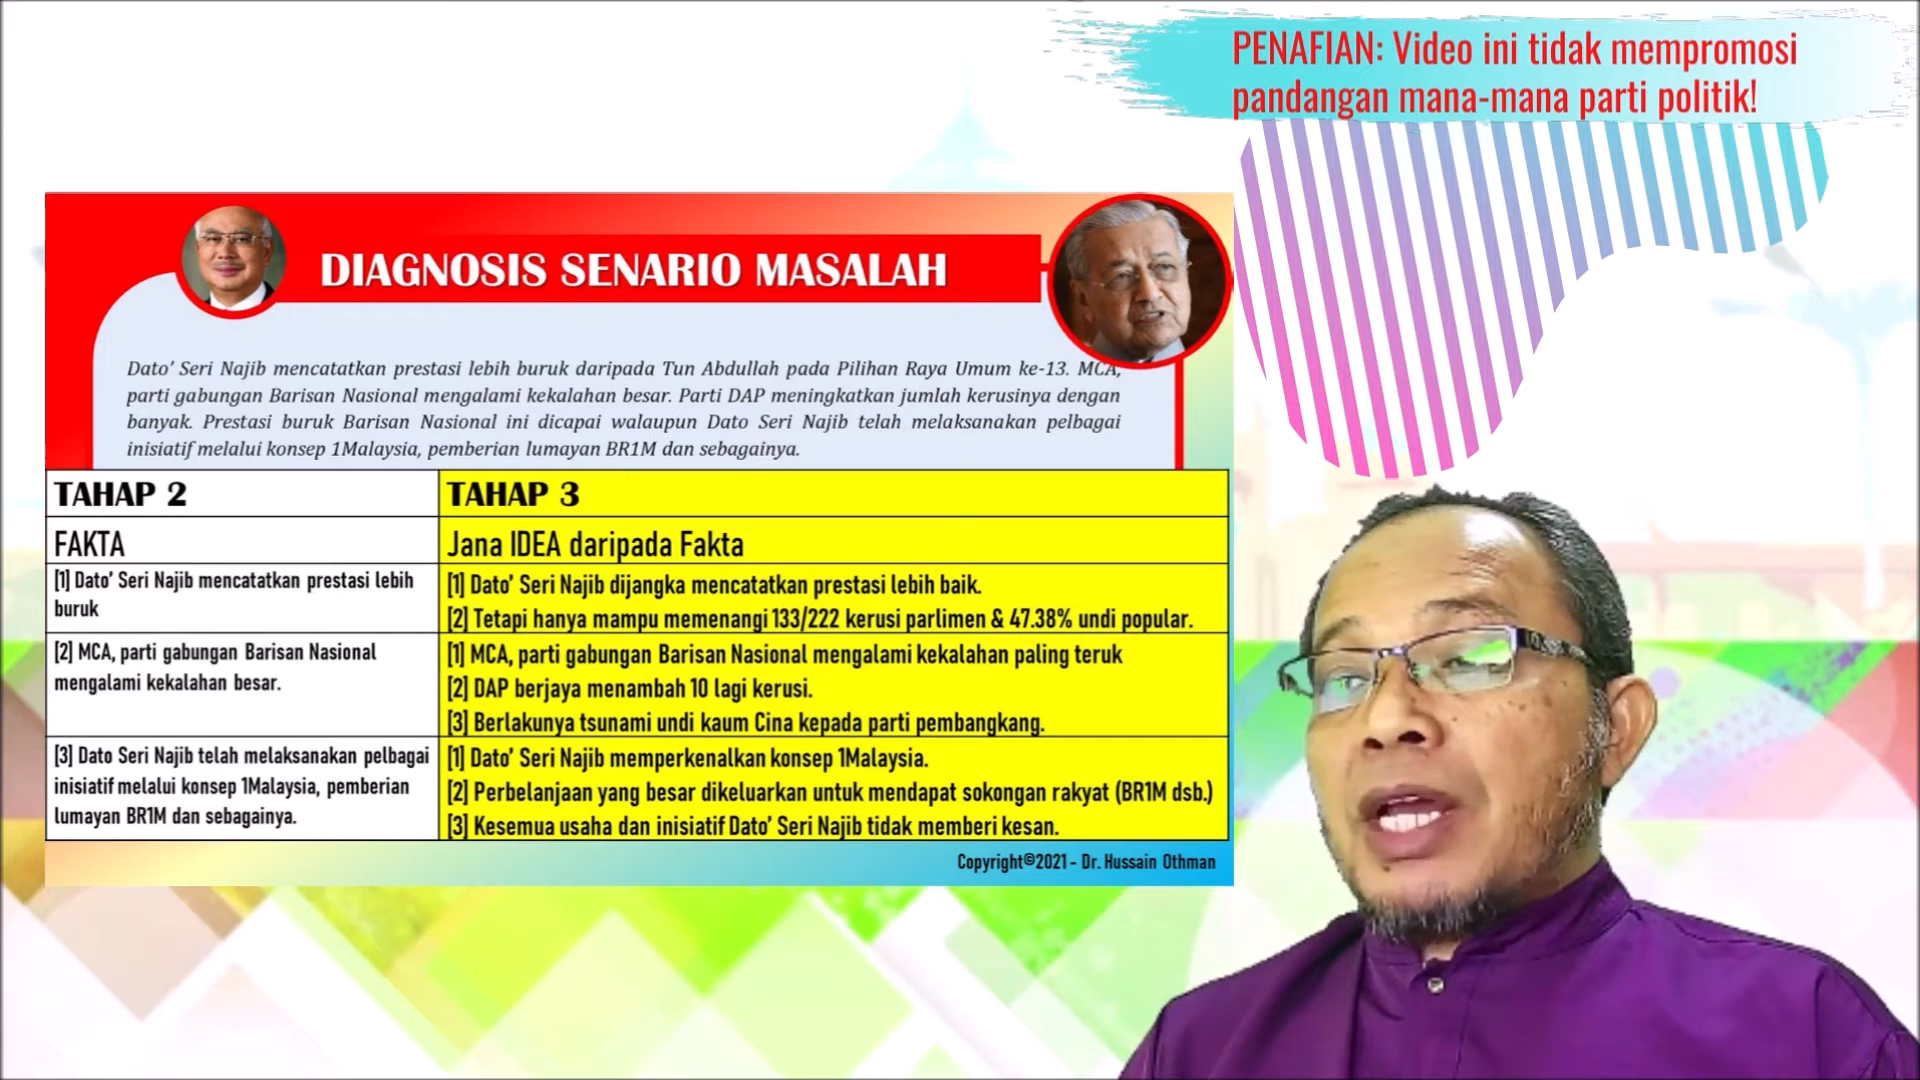 PENAFIAN: Video ini tidak mempromosi
pandangan mana-mana parti politik!
DIAGNOSIS SENARIO MASALAH
Dato’ Seri Najib mencatatkan prestasi lebih buruk daripada Tun Abdullah pada Pilihan Raya Umum ke-13. MCA,
parti gabungan Barisan Nasional mengalami kekalahan besar. Parti DAP meningkatkan jumlah kerusinya dengan
banyak. Prestasi buruk Barisan Nasional ini dicapai walaupun Dato Seri Najib telah melaksanakan pelbagai
inisiatif melalui konsep 1Malaysia, pemberian lumayan BR1M dan sebagainya.
TAHAP 2
TAHAP 3
FAKTA
Jana IDEA daripada Fakta
[1] Dato’ Seri Najib mencatatkan prestasi lebih
buruk
[1] Dato’ Seri Najib dijangka mencatatkan prestasi lebih baik.
[2] Tetapi hanya mampu memenangi 133/222 kerusi parlimen & 47.38% undi popular.
[2] MCA, parti gabungan Barisan Nasional
mengalami kekalahan besar.
[1] MCA, parti gabungan Barisan Nasional mengalami kekalahan paling teruk
[2] DAP berjaya menambah 10 lagi kerusi.
[3] Berlakunya tsunami undi kaum Cina kepada parti pembangkang.
[3] Dato Seri Najib telah melaksanakan pelbagai
inisiatif melalui konsep 1Malaysia, pemberian
lumayan BR1M dan sebagainya.
[1] Dato’ Seri Najib memperkenalkan konsep 1Malaysia.
[2] Perbelanjaan yang besar dikeluarkan untuk mendapat sokongan rakyat (BR1M dsb.)
[3] Kesemua usaha dan inisiatif Dato’ Seri Najib tidak memberi kesan.
Copyright©2021 - Dr. Hussain Othman